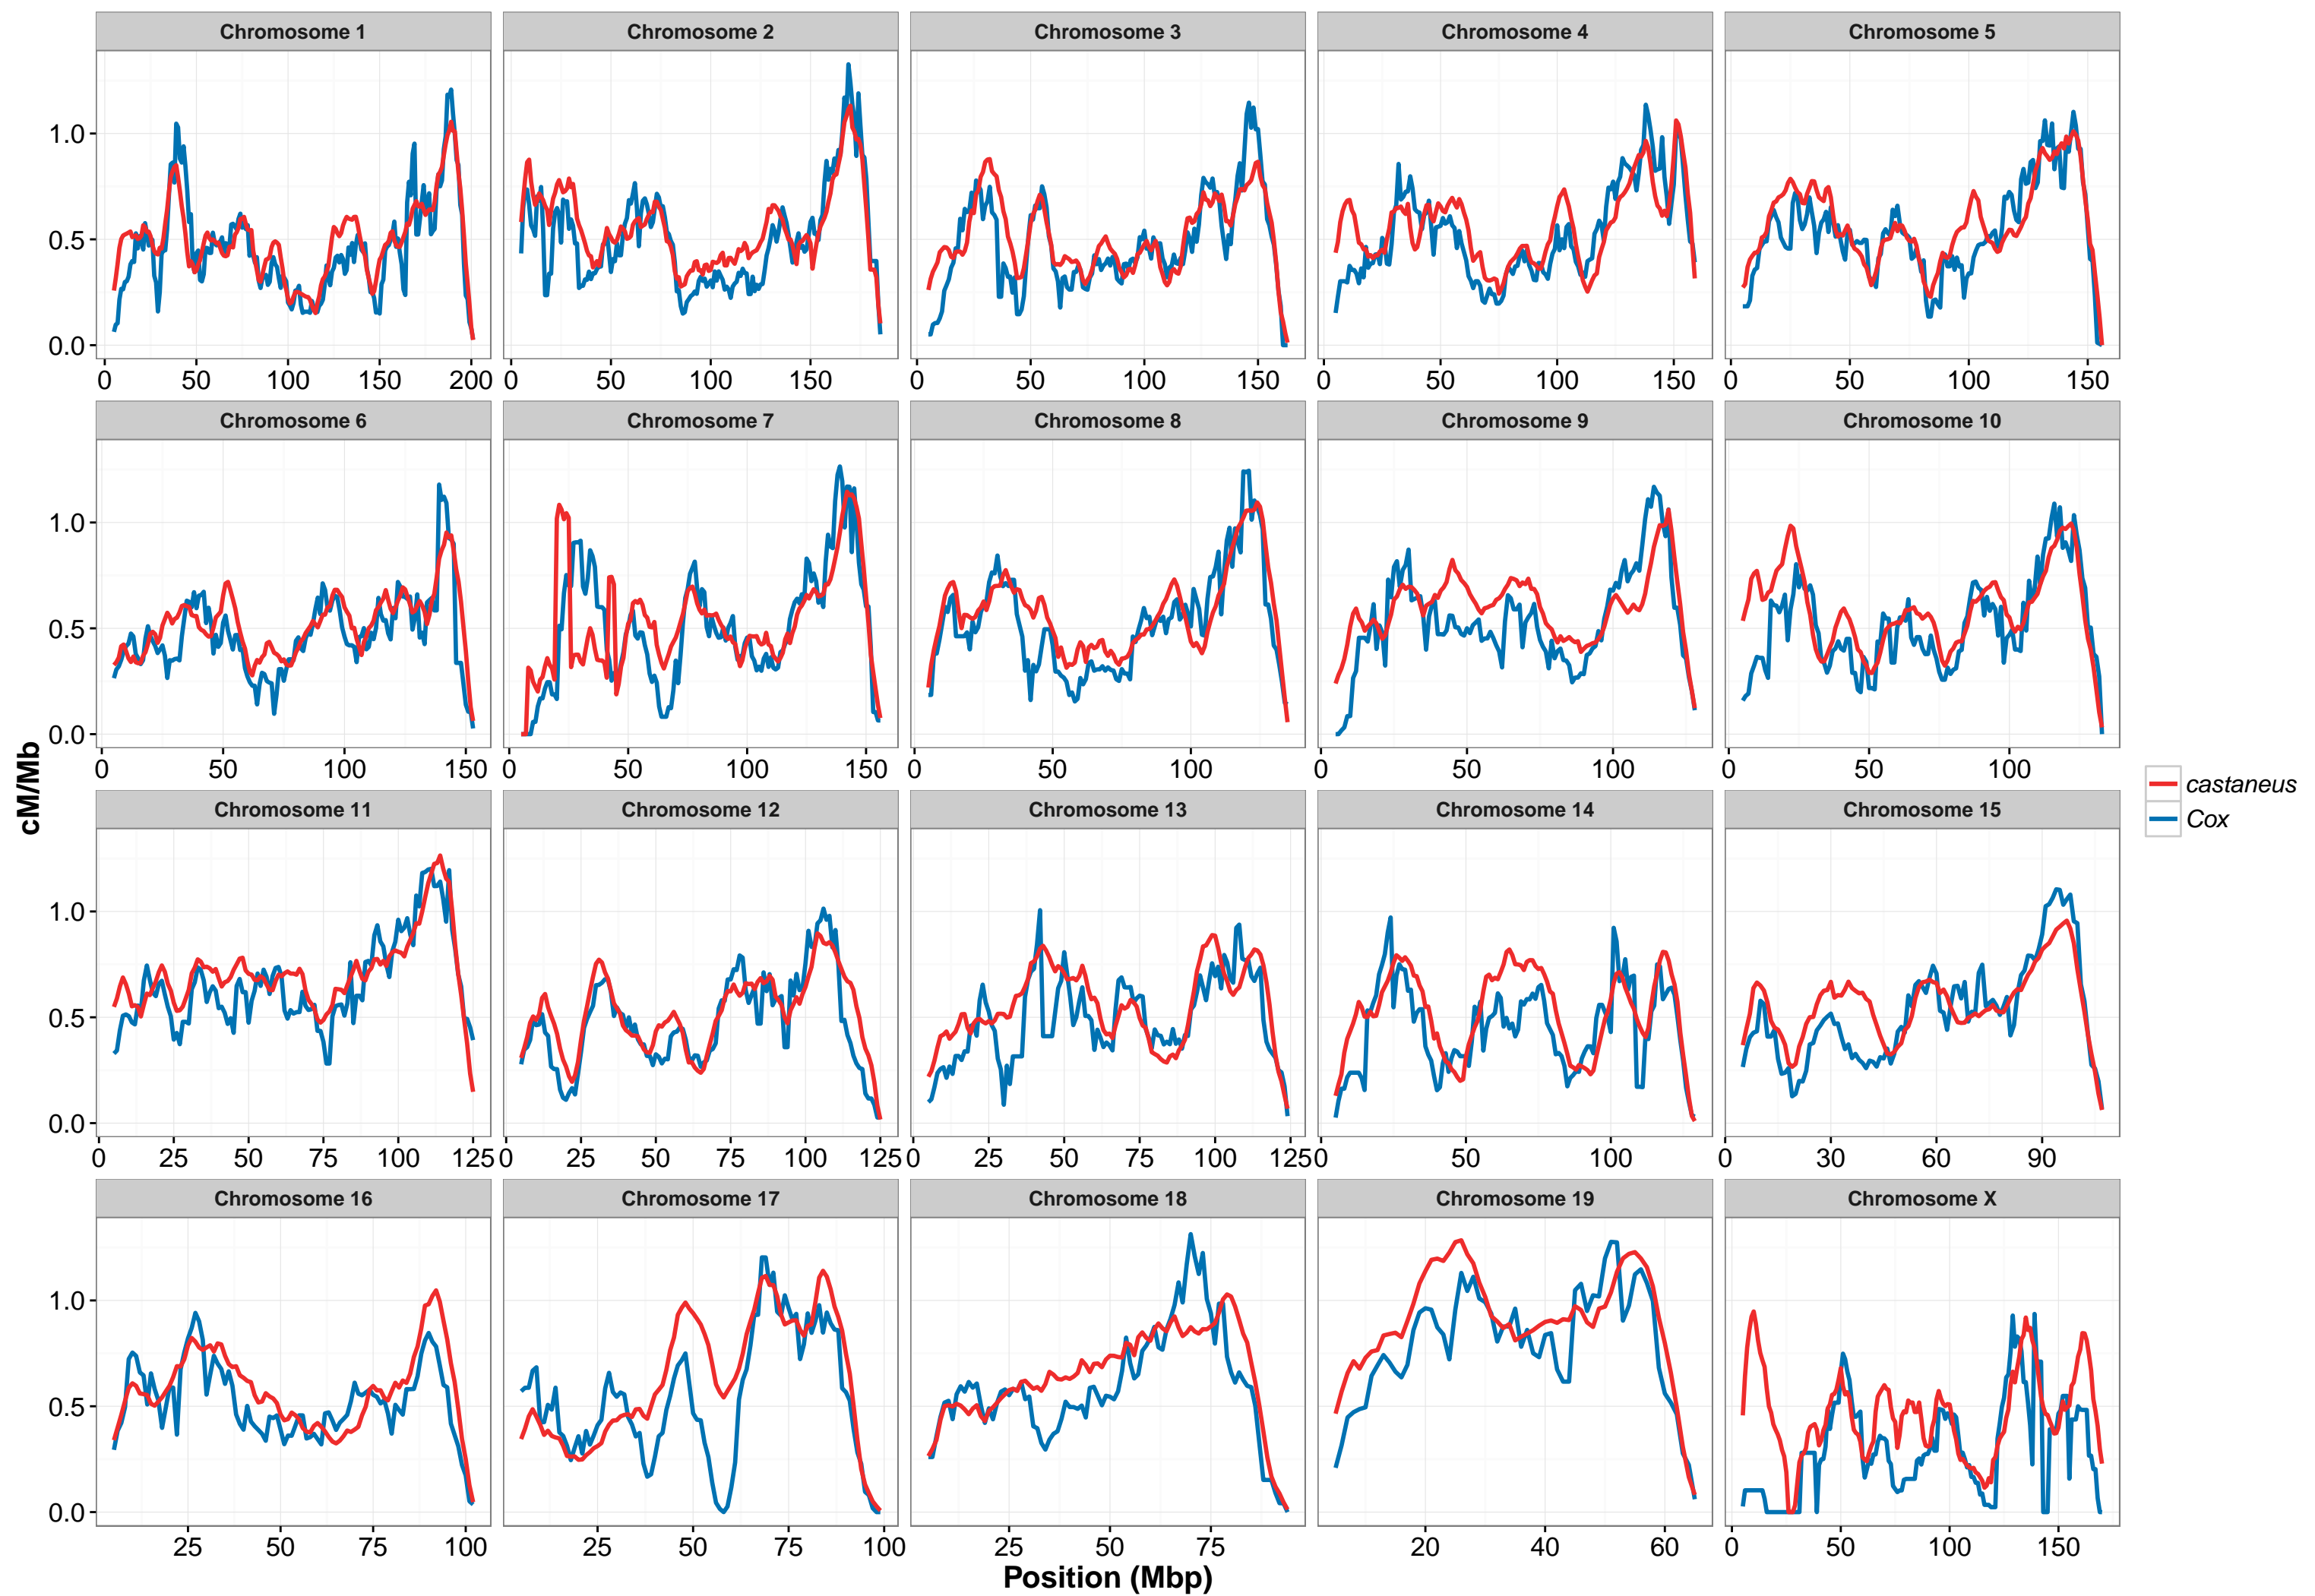 Chromosome 1 Chromosome 2 Chromosome 3 Chromosome 4 Chromosome 5
1.0
0.5
0.0
0 50 100 150 200 0 50 100 150 0 50 100 150 0 50 100 150 0 50 100 150
Chromosome 6 Chromosome 7 Chromosome 8 Chromosome 9 Chromosome 10
1.0
0.5
0.0
0 50 100 150 0 50 100 150 0 50 100 0 50 100 0 50 100
cM/Mb
castaneus
Cox
Chromosome 11 Chromosome 12 Chromosome 13 Chromosome 14 Chromosome 15
1.0
0.5
0.0
0 25 50 75 100 125 0 25 50 75 100 125 0 25 50 75 100 125 0 50 100 0 30 60 90
Chromosome 16 Chromosome 17 Chromosome 18 Chromosome 19 Chromosome X
1.0
0.5
0.0
25 50 75 100 25 50 75 100 25 50 75 20 40 60 0 50 100 150
Position (Mbp)